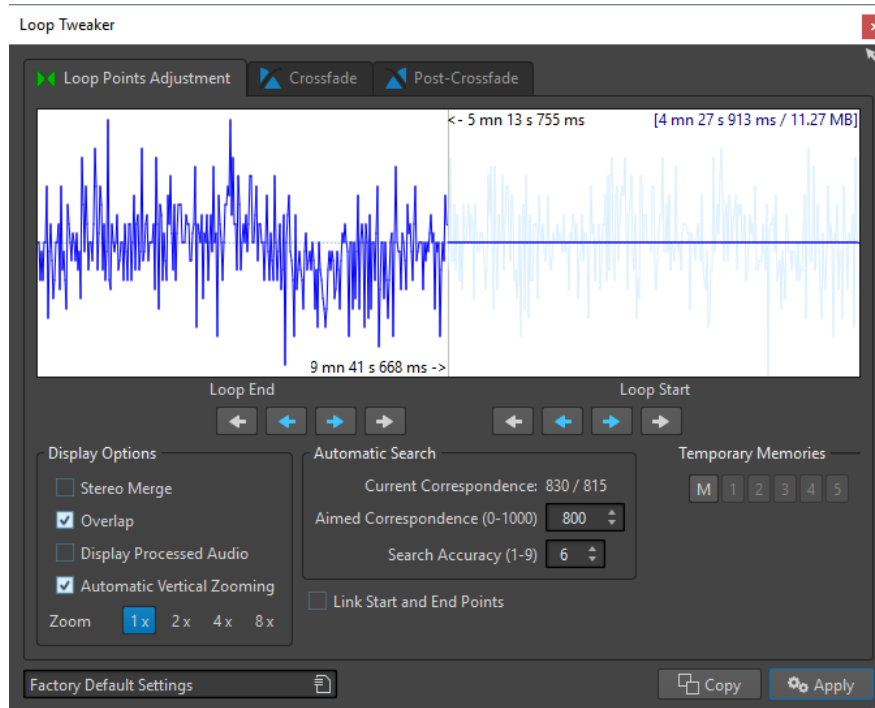 Loop Tweaker
Loop Points Adjustment Crossfade Post-Crossfade
<- 5 mn 13 s 755 ms [4 mn 27 s 913 ms / 11.27 MB]
9 mn 41 s 668 ms ->
Loop End Loop Start
Display Options
Stereo Merge
Overlap
Display Processed Audio
Automatic Vertical Zooming
Zoom 1 x 2 x 4 x 8 x
Automatic Search
Current Correspondence: 830 / 815
Aimed Correspondence (0-1000) 800
Search Accuracy (1-9) 6
Link Start and End Points
Temporary Memories
M 1 2 3 4 5
Factory Default Settings
Copy Apply